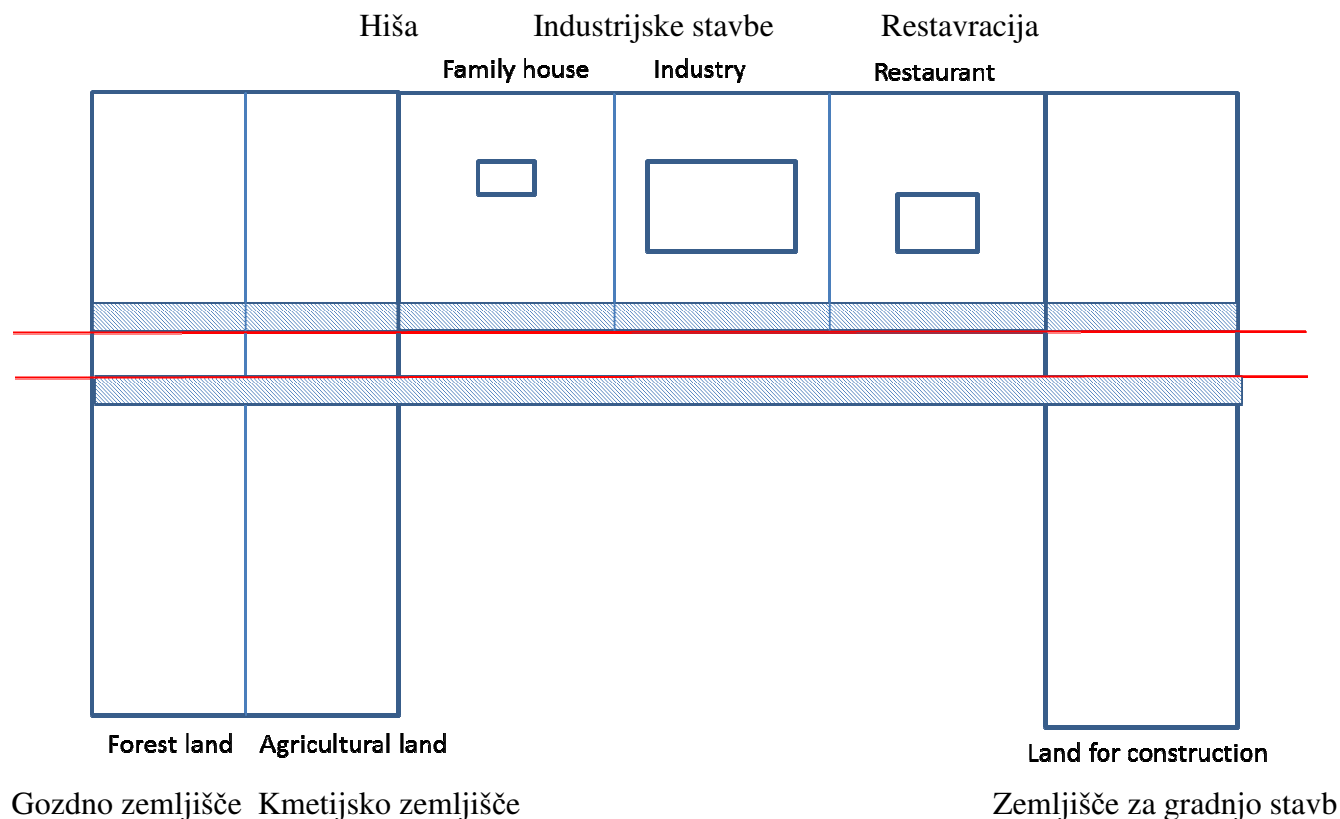 Hiša Industrijske stavbe Restavracija
Family house Industry Restaurant
Forest land Agricultural land Land for construction
Gozdno zemljišče Kmetijsko zemljišče Zemljišče za gradnjo stavb